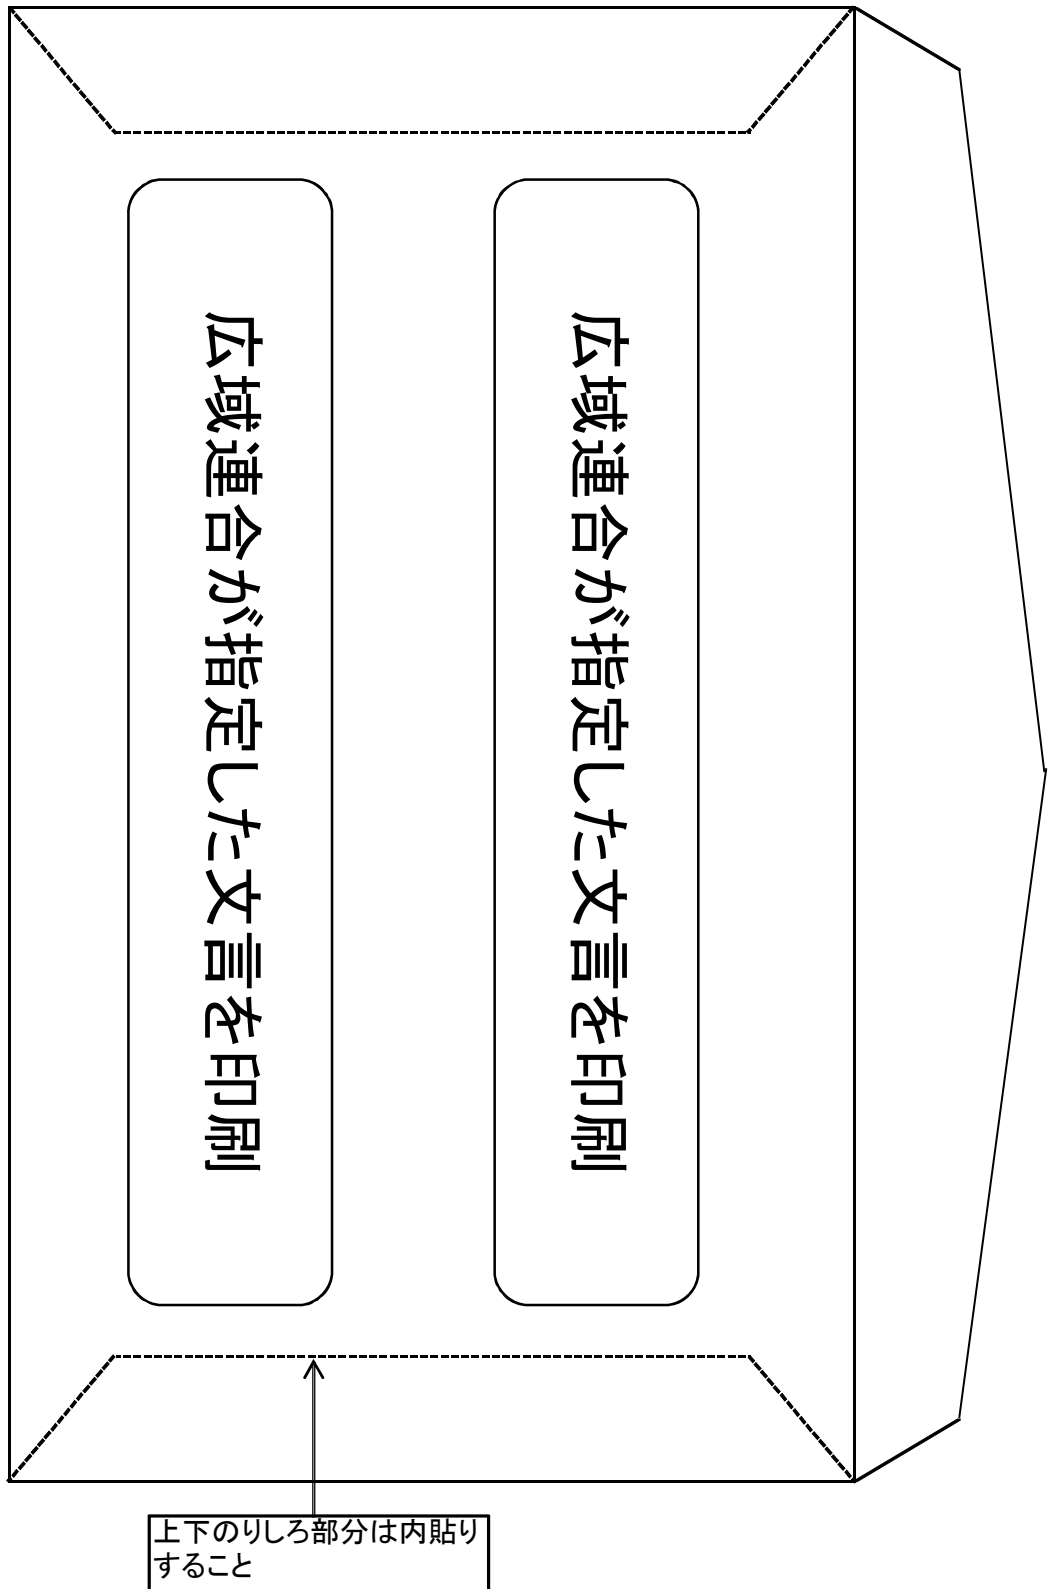 広域連合が指定した文言を印刷
広域連合が指定した文言を印刷
上下のりしろ部分は内貼り
すること